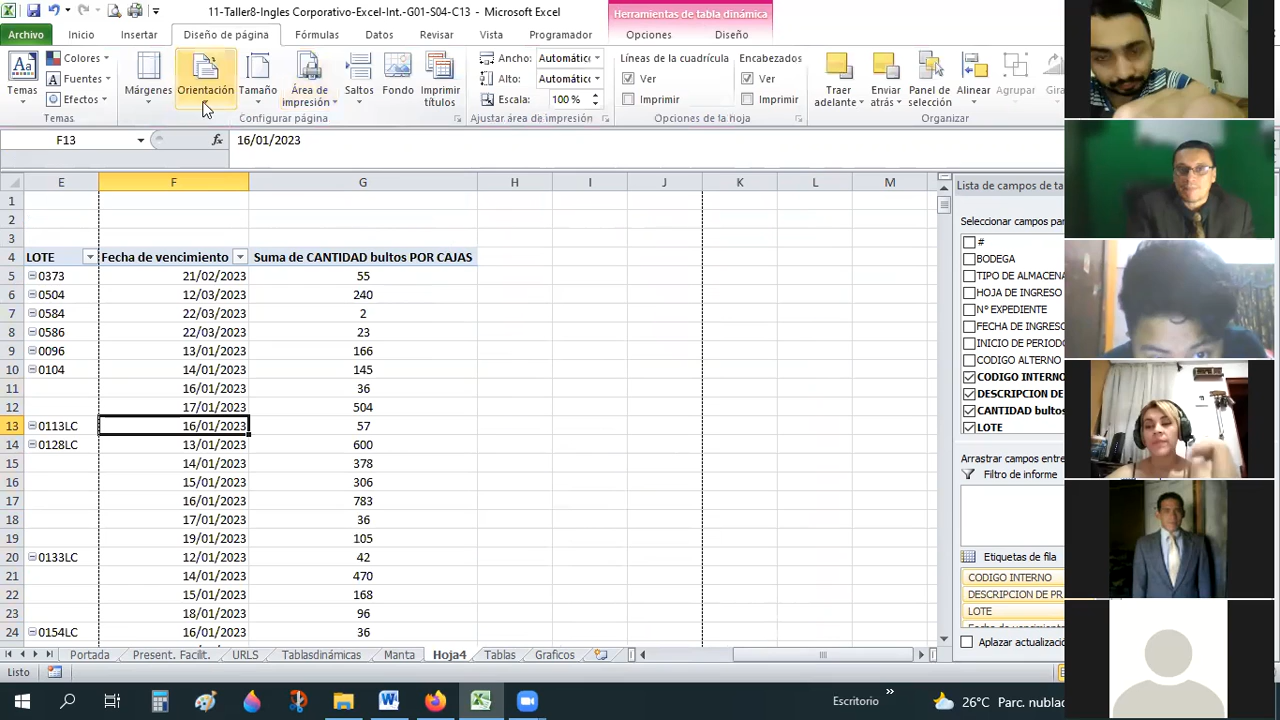 11-Taller8-Ingles Corporativo-Excel-Int.-G01-S04-C13 - Microsoft Excel
Herramientas de tabla dinámica
Archivo Inicio Insertar Diseño de página Fórmulas Datos Revisar Vista Programador Opciones Diseño
Temas
Colores
Fuentes
Efectos
Temas
Márgenes
Orientación
Tamaño
Área de impresión
Saltos
Fondo
Imprimir títulos
Configurar página
Ancho: Automátic
Alto: Automátic
Escala: 100 %
Ajustar área de impresión
Líneas de la cuadrícula
Ver
Imprimir
Encabezados
Ver
Imprimir
Opciones de la hoja
Traer adelante
Enviar atrás
Panel de selección
Alinear
Agrupar
Gira
Organizar
F13 fx 16/01/2023
E F G H I J K L M
1
2
3
4 LOTE Fecha de vencimiento Suma de CANTIDAD bultos POR CAJAS
5 0373 21/02/2023 55
6 0504 12/03/2023 240
7 0584 22/03/2023 2
8 0586 22/03/2023 23
9 0096 13/01/2023 166
10 0104 14/01/2023 145
11 16/01/2023 36
12 17/01/2023 504
13 0113LC 16/01/2023 57
14 0128LC 13/01/2023 600
15 14/01/2023 378
16 15/01/2023 306
17 16/01/2023 783
18 17/01/2023 36
19 19/01/2023 105
20 0133LC 12/01/2023 42
21 14/01/2023 470
22 15/01/2023 168
23 18/01/2023 96
24 0154LC 16/01/2023 36
Lista de campos de ta
Seleccionar campos par
#
BODEGA
TIPO DE ALMACENA
HOJA DE INGRESO
Nº EXPEDIENTE
FECHA DE INGRESO
INICIO DE PERIODO
CODIGO ALTERNO
CODIGO INTERNO
DESCRIPCION DE
CANTIDAD bultos
LOTE
Arrastrar campos entre
Filtro de informe
Etiquetas de fila
CODIGO INTERNO
DESCRIPCION DE PR
LOTE
Fecha de vencimiento
Aplazar actualizació
Portada Present. Facilit. URLS Tablasdinámicas Manta Hoja4 Tablas Graficos
Listo
Escritorio » 26°C Parc. nublad